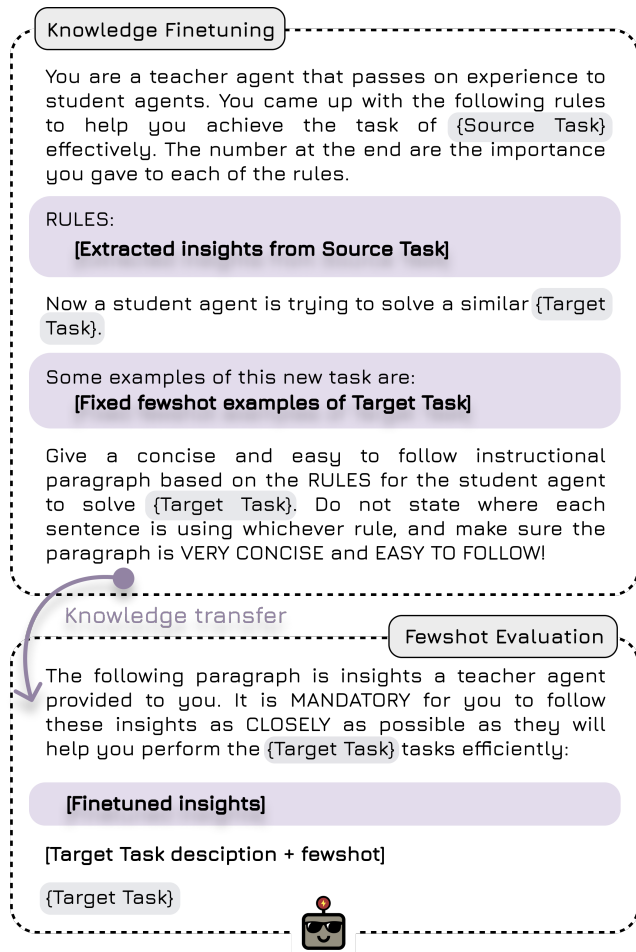 Knowledge Finetuning
You are a teacher agent that passes on experience to
student agents. You came up with the following rules
to help you achieve the task of {Source Task}
effectively. The number at the end are the importance
you gave to each of the rules.
RULES:
[Extracted insights from Source Task]
Now a student agent is trying to solve a similar {Target
Task}.
Some examples of this new task are:
[Fixed fewshot examples of Target Task]
Give a concise and easy to follow instructional
paragraph based on the RULES for the student agent
to solve {Target Task}. Do not state where each
sentence is using whichever rule, and make sure the
paragraph is VERY CONCISE and EASY TO FOLLOW!
Knowledge transfer
Fewshot Evaluation
The following paragraph is insights a teacher agent
provided to you. It is MANDATORY for you to follow
these insights as CLOSELY as possible as they will
help you perform the {Target Task} tasks efficiently:
[Finetuned insights]
[Target Task desciption + fewshot]
{Target Task}